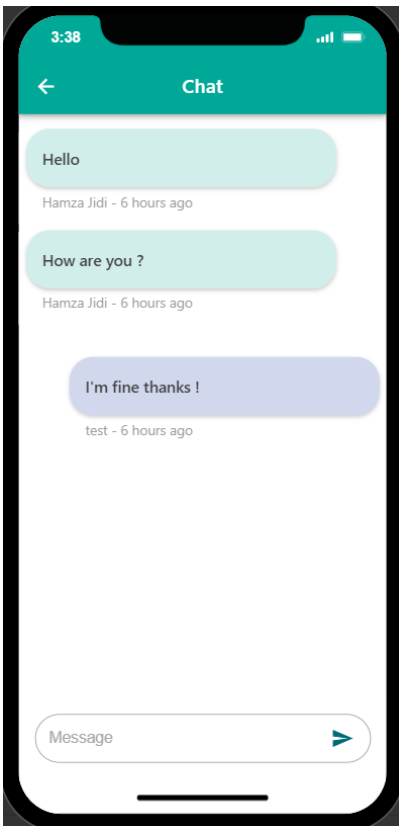 3:38
Chat
Hello
Hamza Jidi - 6 hours ago
How are you ?
Hamza Jidi - 6 hours ago
I'm fine thanks !
test - 6 hours ago
Message